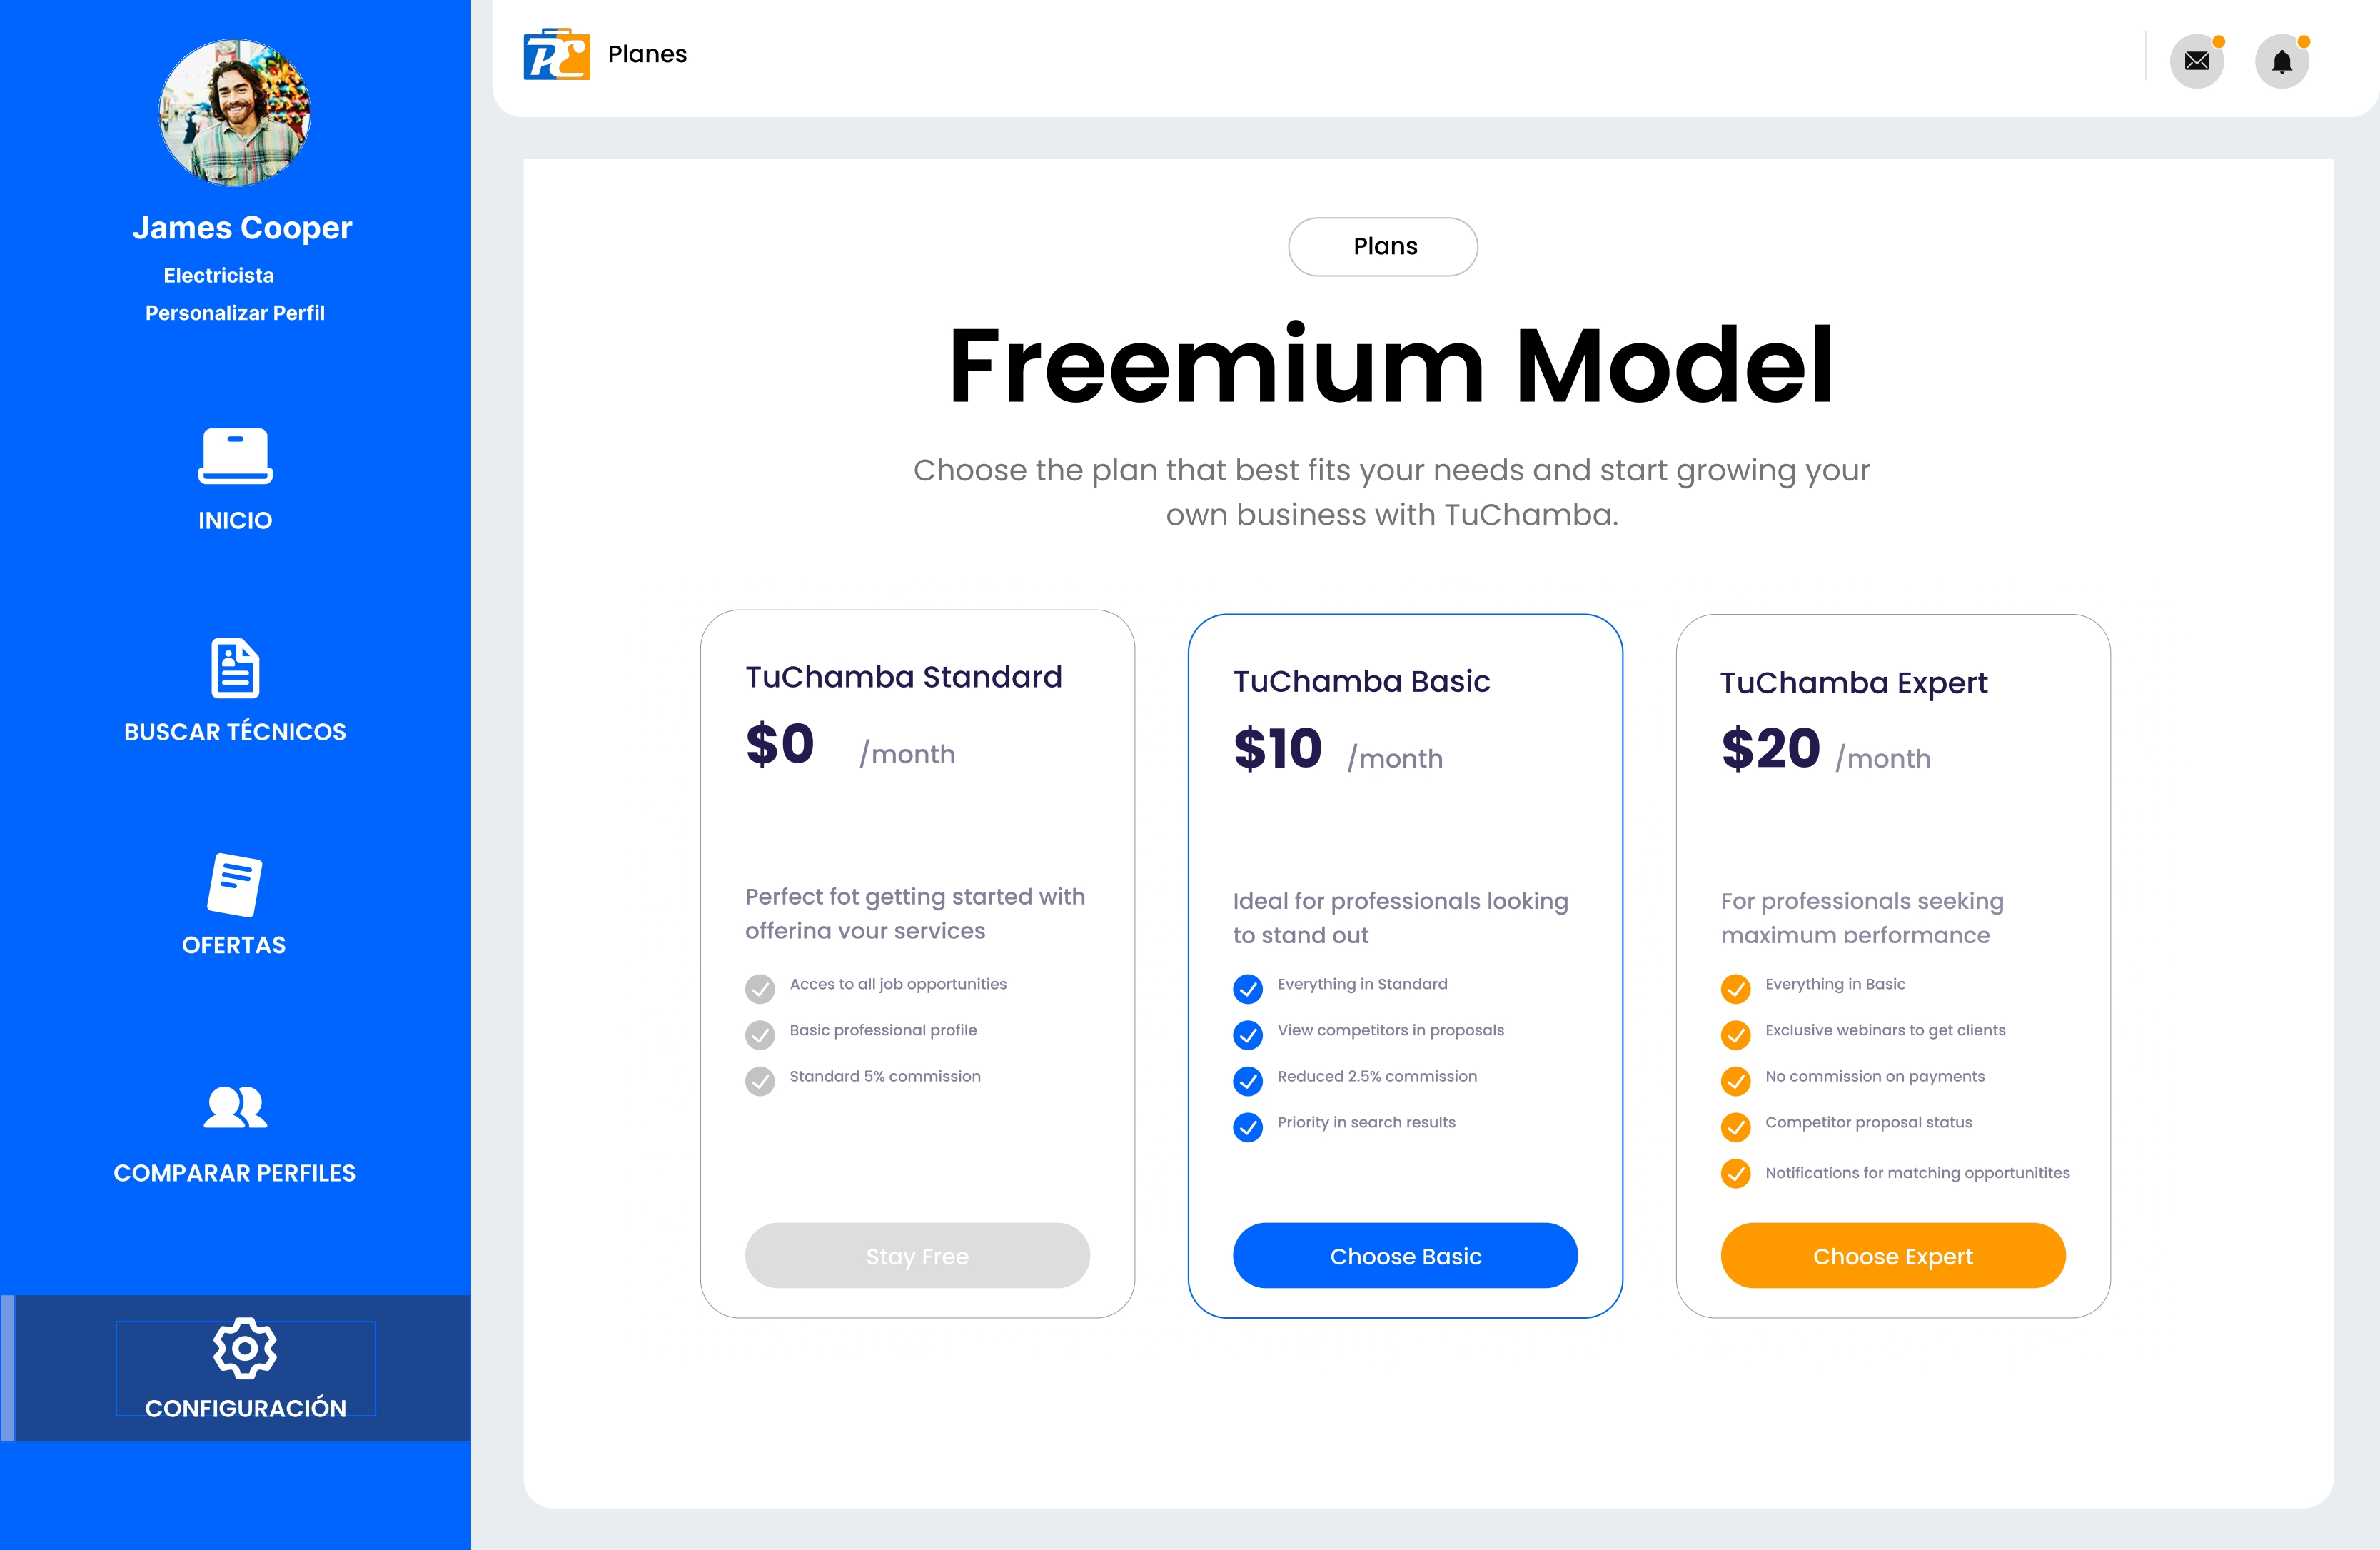 James Cooper
Electricista
Personalizar Perfil
INICIO
BUSCAR TÉCNICOS
OFERTAS
COMPARAR PERFILES
CONFIGURACIÓN
Planes
Plans
Freemium Model
Choose the plan that best fits your needs and start growing your
own business with TuChamba.
TuChamba Standard
$0 /month
Perfect fot getting started with
offering your services
Acces to all job opportunities
Basic professional profile
Standard 5% commission
Stay Free
TuChamba Basic
$10 /month
Ideal for professionals looking
to stand out
Everything in Standard
View competitors in proposals
Reduced 2.5% commission
Priority in search results
Choose Basic
TuChamba Expert
$20 /month
For professionals seeking
maximum performance
Everything in Basic
Exclusive webinars to get clients
No commission on payments
Competitor proposal status
Notifications for matching opportunitites
Choose Expert